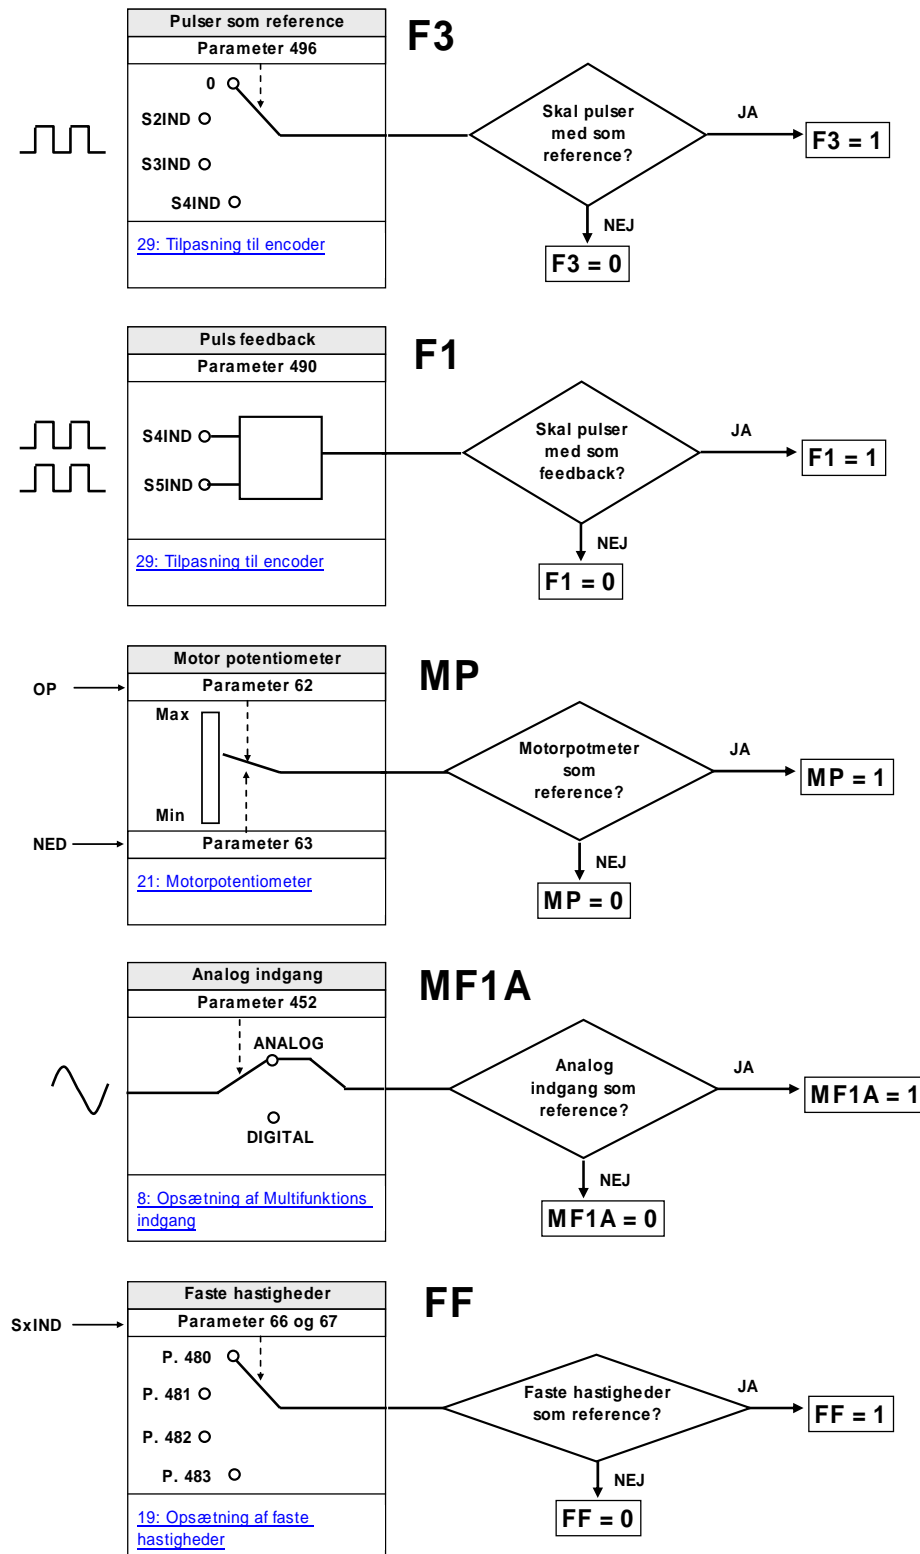 Pulser som reference
Parameter 496
F3
0
S2IND
S3IND
S4IND
29: Tilpasning til encoder
Skal pulser
med som
reference?
JA
F3 = 1
NEJ
F3 = 0
Puls feedback
Parameter 490
F1
S4IND
S5IND
29: Tilpasning til encoder
Skal pulser
med som
feedback?
JA
F1 = 1
NEJ
F1 = 0
Motor potentiometer
Parameter 62
MP
OP
Max
Min
NED
Parameter 63
21: Motorpotentiometer
Motorpotmeter
som
reference?
JA
MP = 1
NEJ
MP = 0
Analog indgang
Parameter 452
MF1A
ANALOG
DIGITAL
8: Opsætning af Multifunktions
indgang
Analog
indgang som
reference?
JA
MF1A = 1
NEJ
MF1A = 0
Faste hastigheder
Parameter 66 og 67
FF
SxIND
P. 480
P. 481
P. 482
P. 483
19: Opsætning af faste
hastigheder
Faste hastigheder
som reference?
JA
FF = 1
NEJ
FF = 0